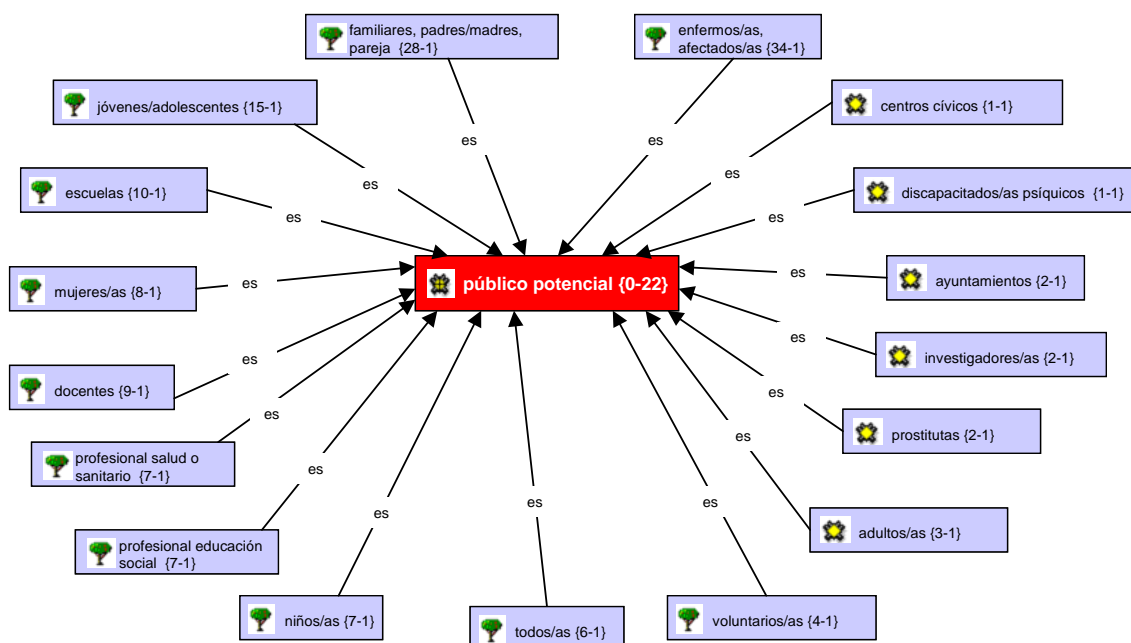 familiares, padres/madres,
pareja {28-1}
enfermos/as,
afectados/as {34-1}
jóvenes/adolescentes {15-1}
centros cívicos {1-1}
es
es
es
es
escuelas {10-1}
discapacitados/as psíquicos {1-1}
es
es
público potencial {0-22}
mujeres/as {8-1}
es
es
ayuntamientos {2-1}
es
es
investigadores/as {2-1}
docentes {9-1}
es
es
prostitutas {2-1}
profesional salud o
sanitario {7-1}
es
es
es
es
es
profesional educación
social {7-1}
adultos/as {3-1}
niños/as {7-1}
todos/as {6-1}
voluntarios/as {4-1}